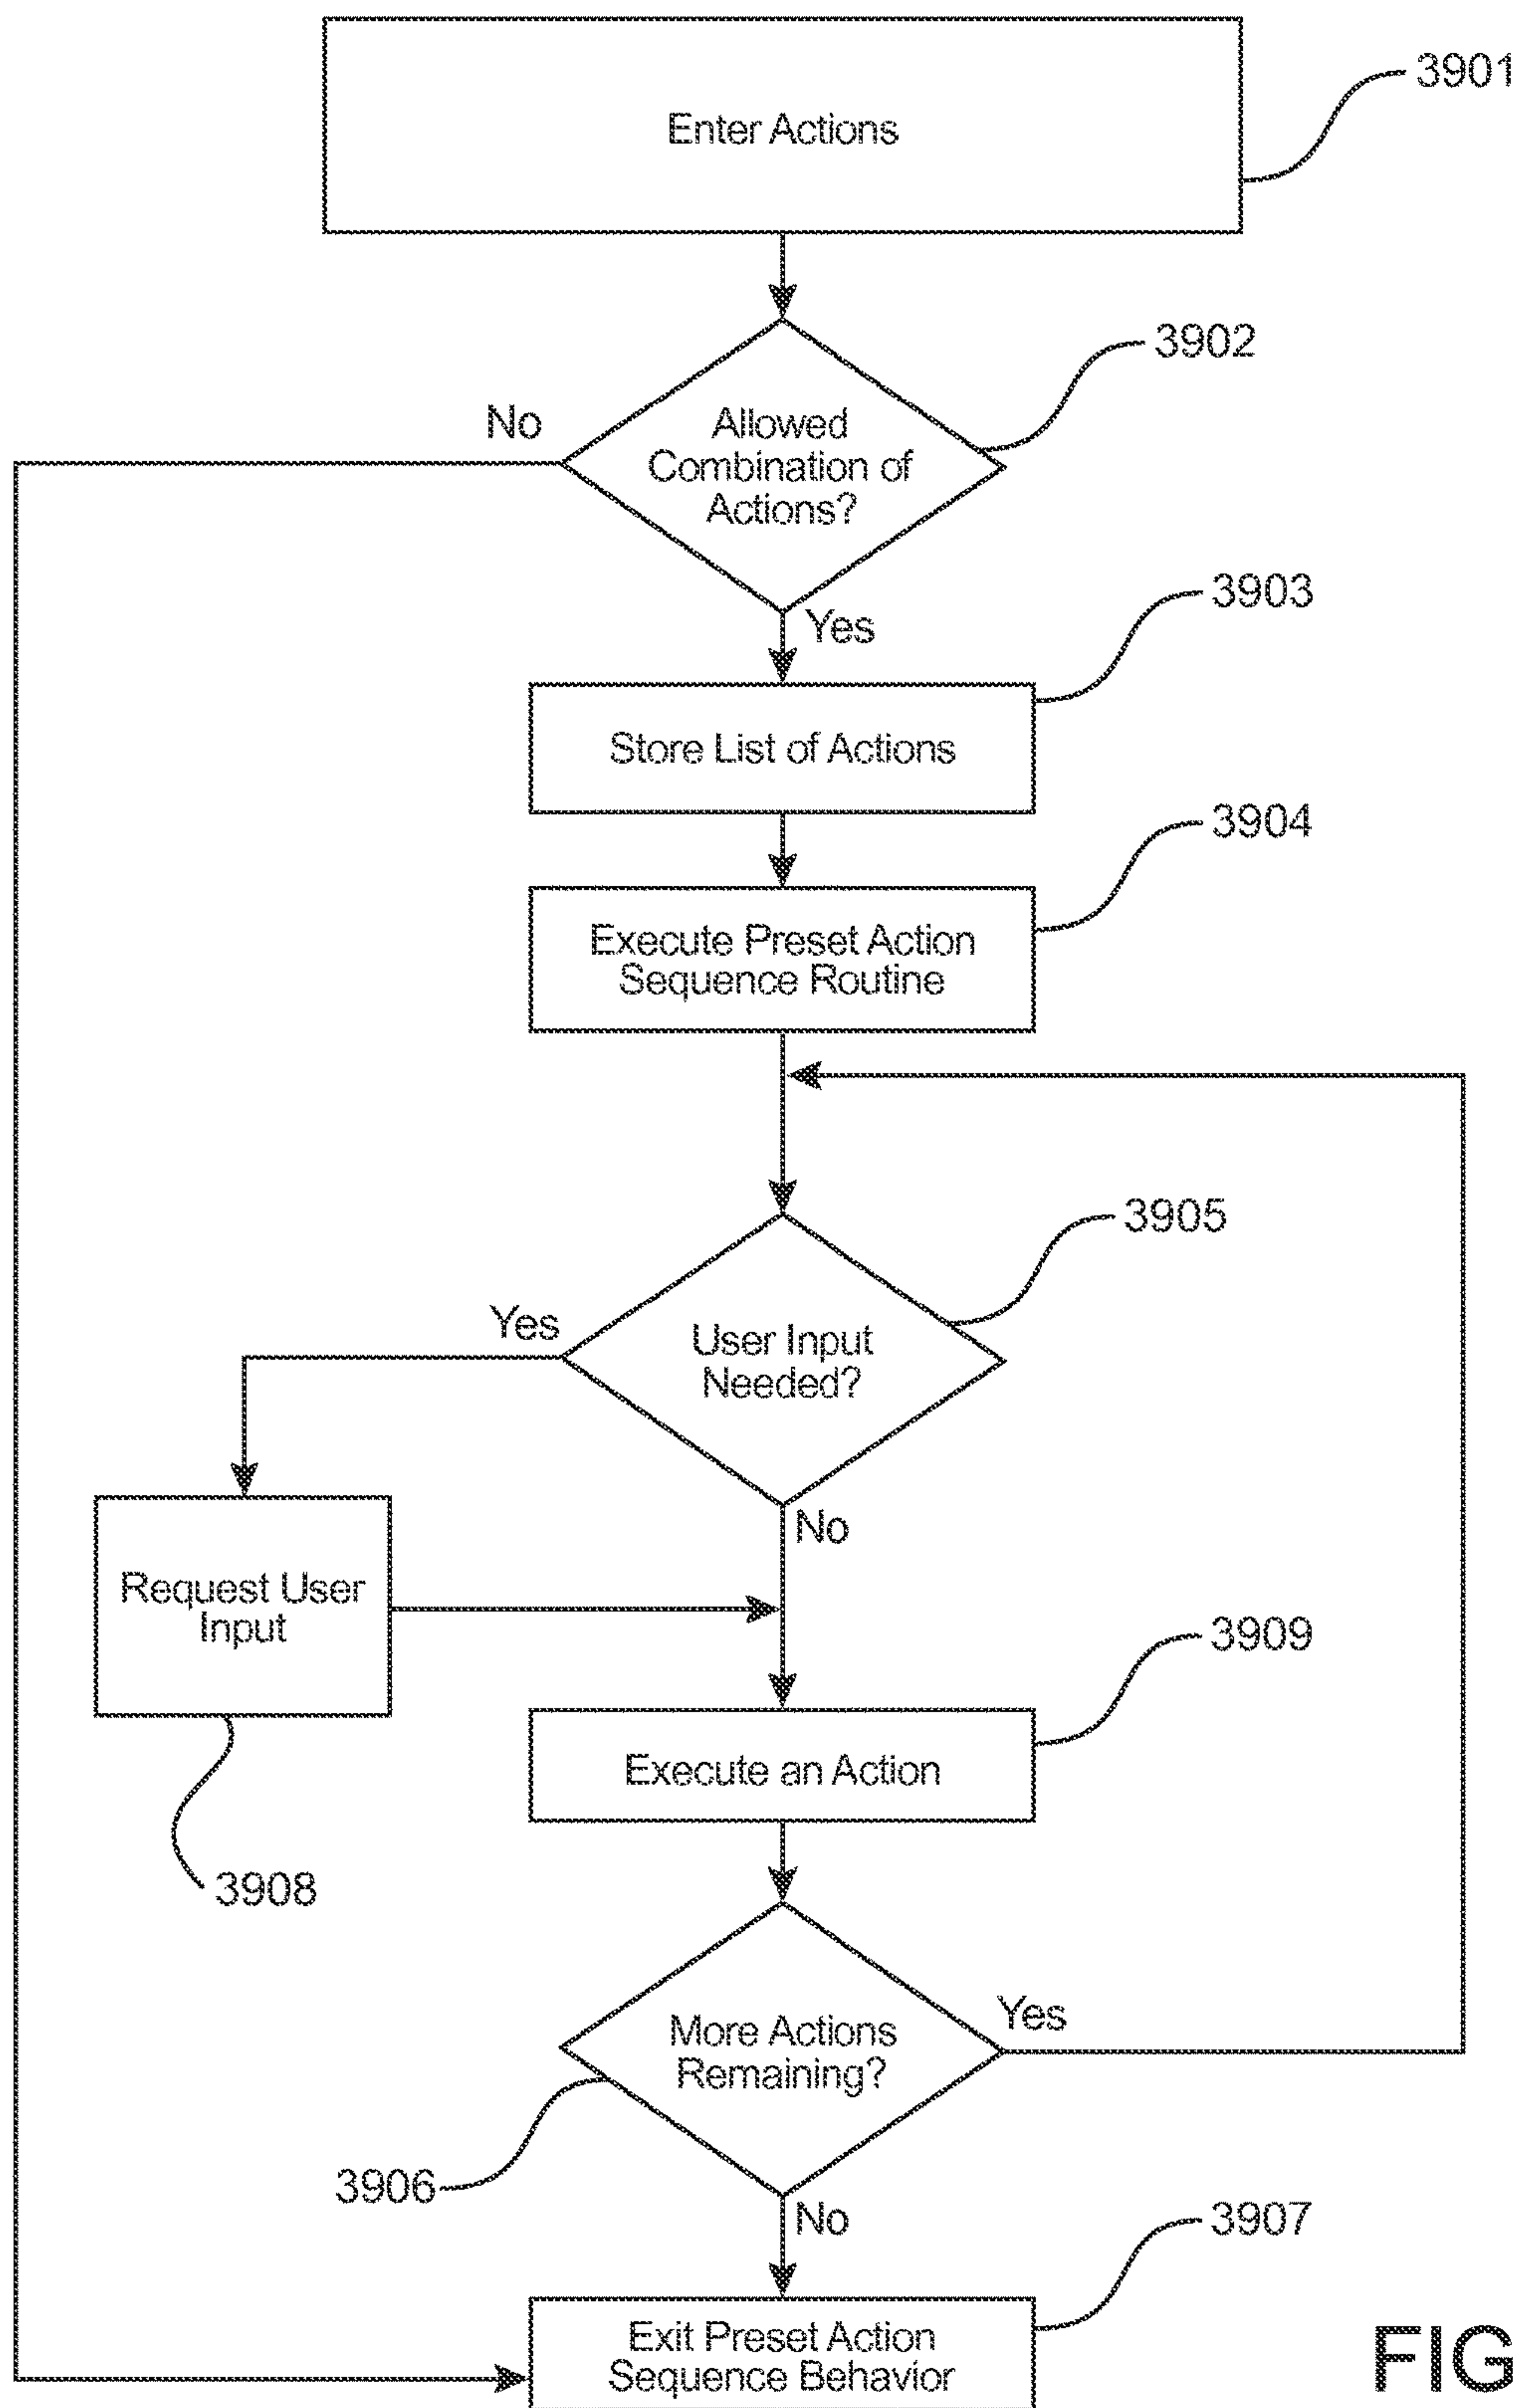 Enter Actions
3901
3902
No
Allowed
Combination of
Actions?
Yes
3903
Store List of Actions
3904
Execute Preset Action
Sequence Routine
3905
Yes
User Input
Needed?
No
Request User
Input
3909
Execute an Action
3908
More Actions
Remaining?
Yes
3906
No
3907
Exit Preset Action
Sequence Behavior
FIG